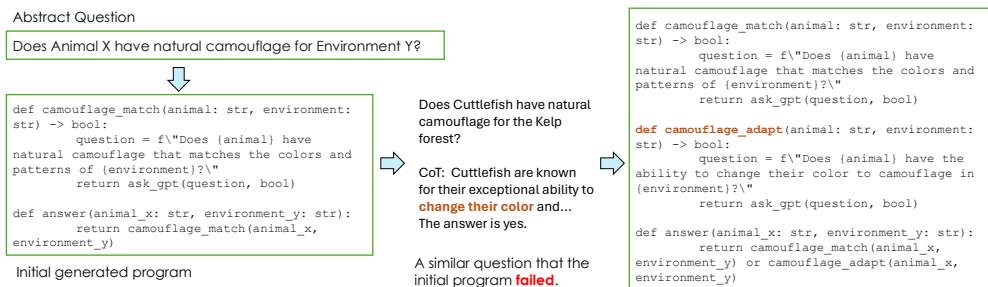 Abstract Question
Does Animal X have natural camouflage for Environment Y?
def camouflage_match(animal: str, environment:
str) -> bool:
question = f\"Does {animal} have
natural camouflage that matches the colors and
patterns of {environment}?\"
return ask_gpt(question, bool)
def answer(animal_x: str, environment_y: str):
return camouflage_match(animal_x,
environment_y)
Initial generated program
Does Cuttlefish have natural
camouflage for the Kelp
forest?
CoT: Cuttlefish are known
for their exceptional ability to
change their color and...
The answer is yes.
A similar question that the
initial program failed.
def camouflage_match(animal: str, environment:
str) -> bool:
question = f\"Does {animal} have
natural camouflage that matches the colors and
patterns of {environment}?\"
return ask_gpt(question, bool)
def camouflage_adapt(animal: str, environment:
str) -> bool:
question = f\"Does {animal} have the
ability to change their color to camouflage in
{environment}?\"
return ask_gpt(question, bool)
def answer(animal_x: str, environment_y: str):
return camouflage_match(animal_x,
environment_y) or camouflage_adapt(animal_x,
environment_y)